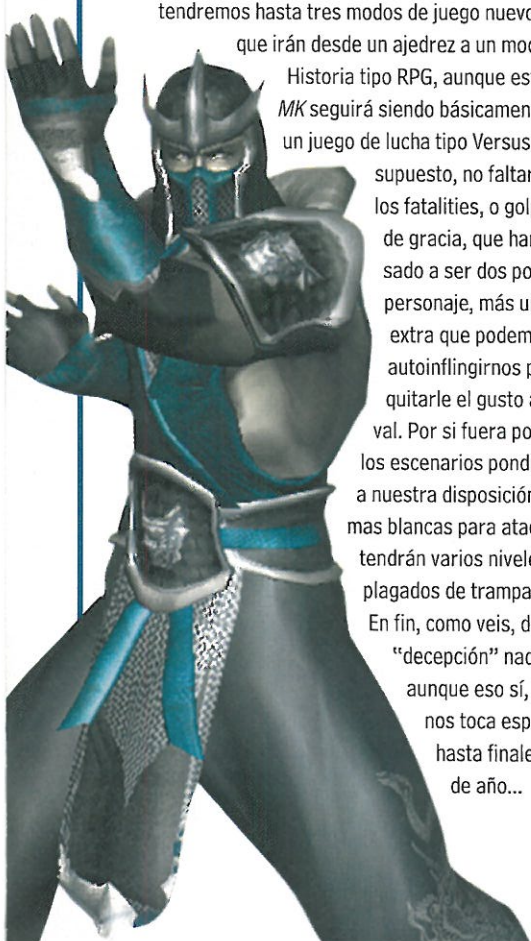 tendremos hasta tres modos de juego nuevo
que irán desde un ajedrez a un mod
Historia tipo RPG, aunque est
MK seguirá siendo básicamen
un juego de lucha tipo Versus.
supuesto, no faltar
los fatalities, o gol
de gracia, que har
sado a ser dos po
personaje, más u
extra que podem
autoinflingirnos p
quitarle el gusto a
val. Por si fuera po
los escenarios pond
a nuestra disposición
mas blancas para atac
tendrán varios nivele
plagados de trampa
En fin, como veis, d
"decepción" nad
aunque eso sí,
nos toca esp
hasta finale
de año...